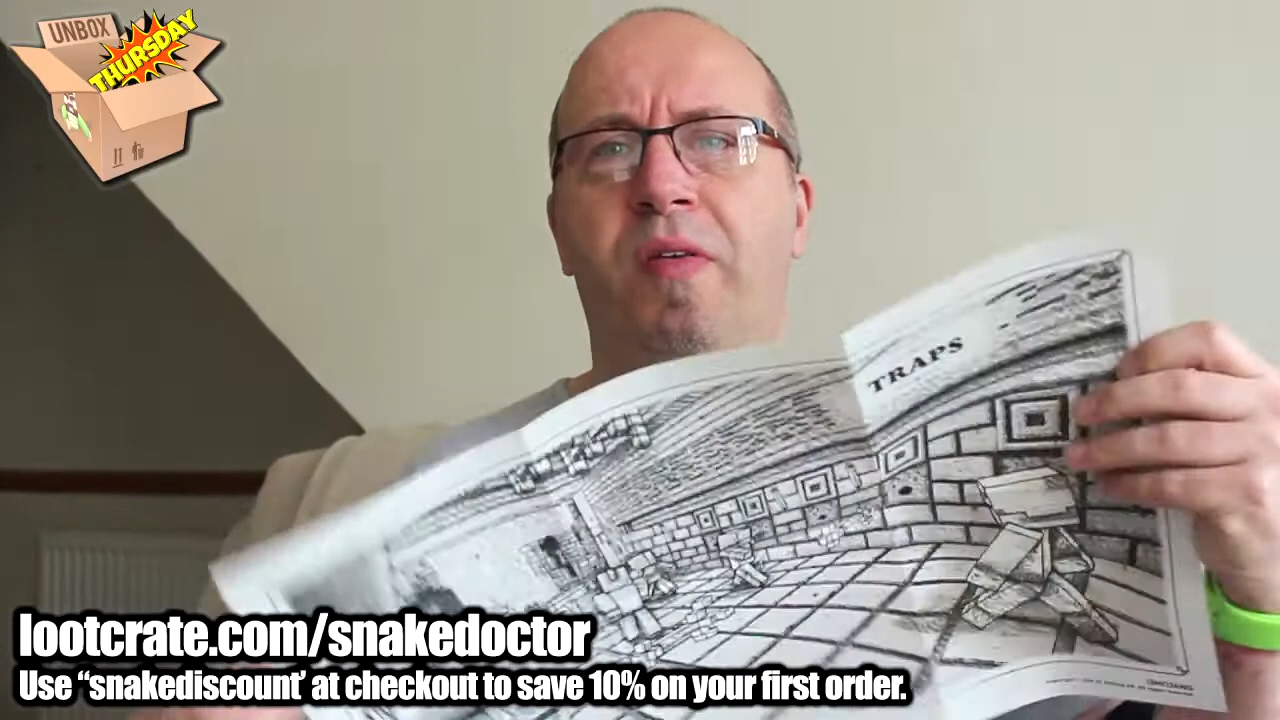 UNBOX
THURSDAY
TRAPS
lootcrate.com/snakedoctor
Use “snakediscount’ at checkout to save 10% on your first order.